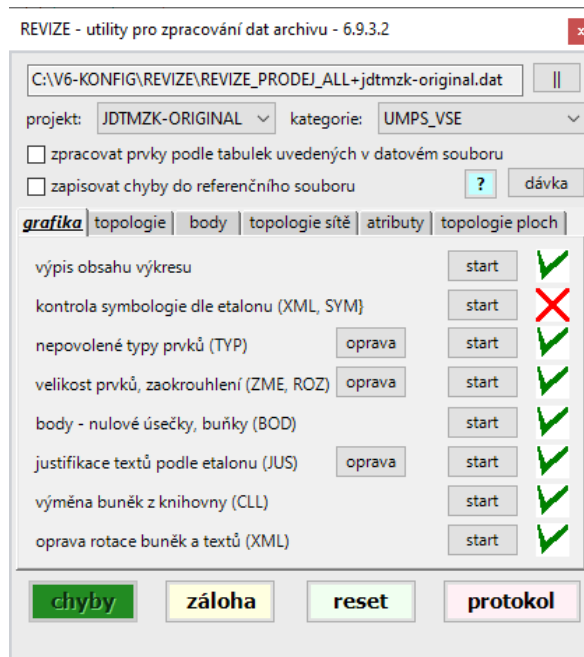 REVIZE - utility pro zpracování dat archivu - 6.9.3.2 x
C:\V6-KONFIG\REVIZE\REVIZE_PRODEJ_ALL+jdtmzk-original.dat ||
projekt: JDTMZK-ORIGINAL kategorie: UMPS_VSE
zpracovat prvky podle tabulek uvedených v datovém souboru
zapisovat chyby do referenčního souboru ? dávka
grafika topologie body topologie sítě atributy topologie ploch
výpis obsahu výkresu start
kontrola symbologie dle etalonu (XML, SYM} start
nepovolené typy prvků (TYP) oprava start
velikost prvků, zaokrouhlení (ZME, ROZ) oprava start
body - nulové úsečky, buňky (BOD) start
justifikace textů podle etalonu (JUS) oprava start
výměna buněk z knihovny (CLL) start
oprava rotace buněk a textů (XML) start
chyby záloha reset protokol